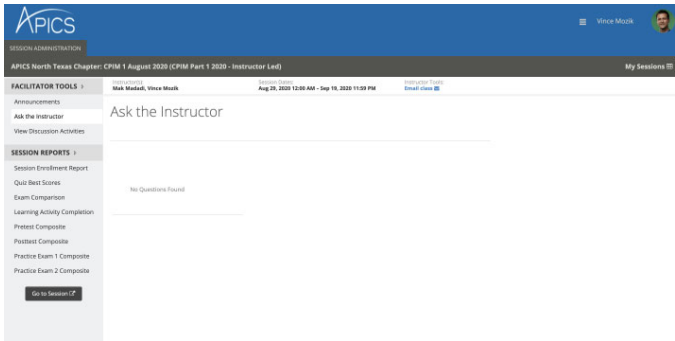 APICS
Vince Mozik
SESSION ADMINISTRATION
APICS North Texas Chapter: CPIM 1 August 2020 (CPIM Part 1 2020 - Instructor Led)
My Sessions
FACILITATOR TOOLS
Instructor(s):
Mak Madadi, Vince Mozik
Session Dates:
Aug 29, 2020 12:00 AM - Sep 19, 2020 11:59 PM
Instructor Tools:
Email class
Announcements
Ask the Instructor
View Discussion Activities
Ask the Instructor
No Questions Found
SESSION REPORTS
Session Enrollment Report
Quiz Best Scores
Exam Comparison
Learning Activity Completion
Pretest Composite
Posttest Composite
Practice Exam 1 Composite
Practice Exam 2 Composite
Go to Session